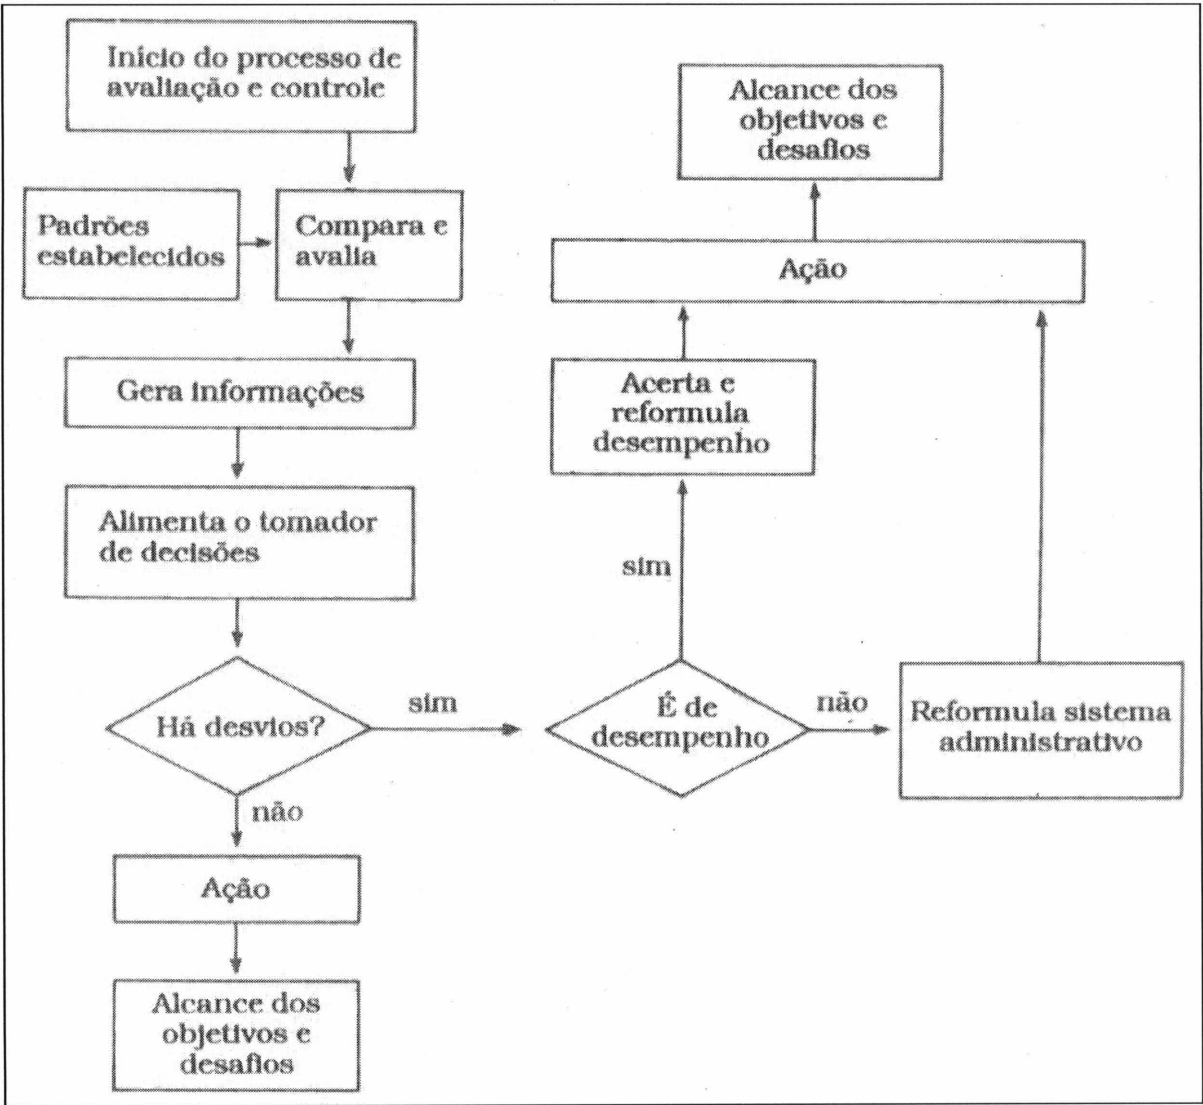 Início do processo de
avaliação e controle
Padrões
estabelecidos
Compara e
avalia
Gera informações
Alimenta o tomador
de decisões
Há desvios?
sim
não
Ação
Alcance dos
objetivos e
desafios
É de
desempenho
sim
não
Acerta e
reformula
desempenho
Reformula sistema
administrativo
Ação
Alcance dos
objetivos e
desafios